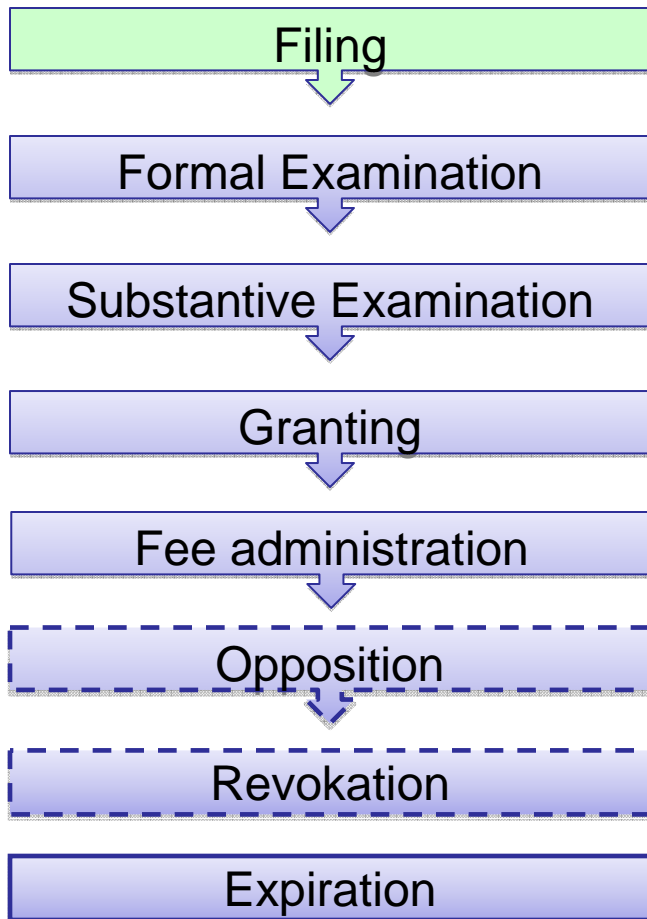 Filing
Formal Examination
Substantive Examination
Granting
Fee administration
Opposition
Revokation
Expiration